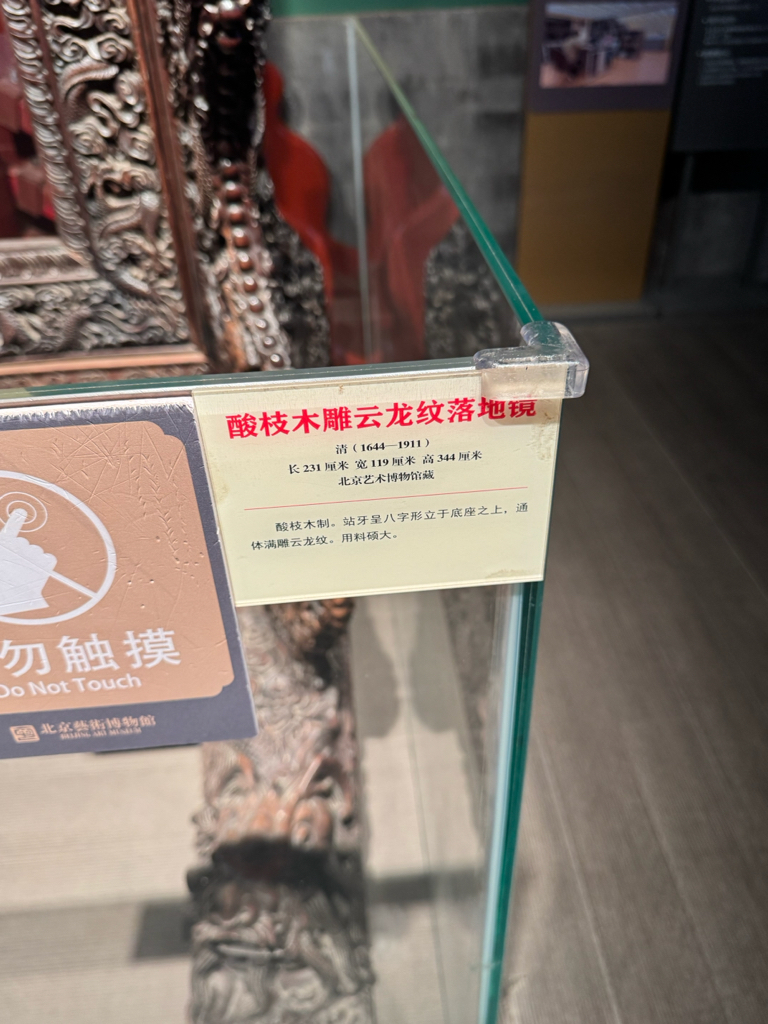 酸枝木雕云龙纹落地镜
清（1644—1911）
长 231 厘米 宽 119 厘米 高 344 厘米
北京艺术博物馆藏
酸枝木制。站牙呈八字形立于底座之上，通
体满雕云龙纹。用料硕大。
勿触摸
Do Not Touch
北京藝術博物館
BEIJING ART MUSEUM